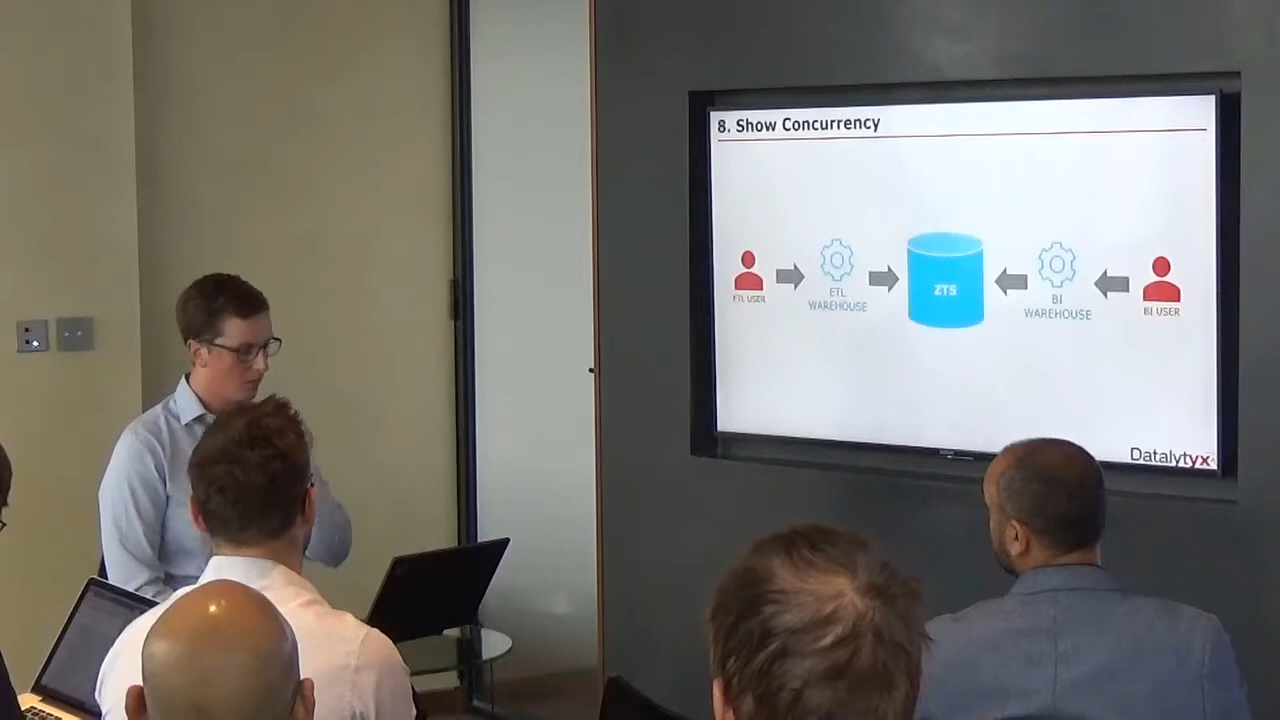 8. Show Concurrency
ETL USER
ETL
WAREHOUSE
ZTS
BI
WAREHOUSE
BI USER
Datalytyx